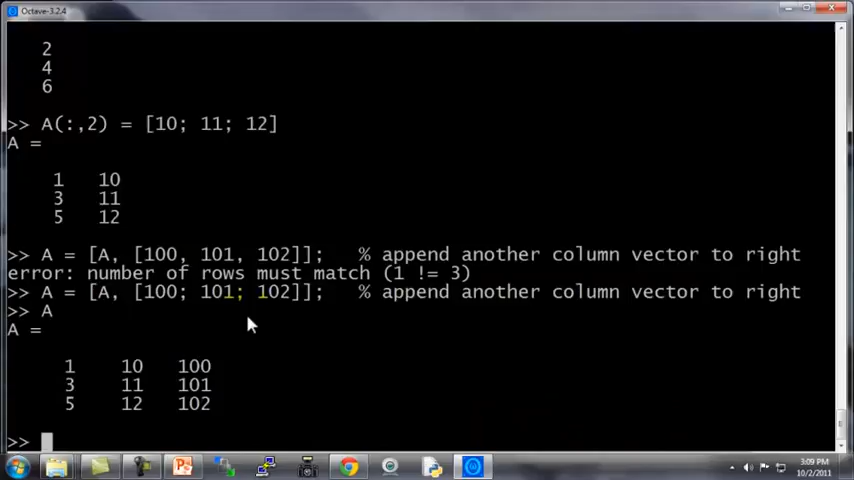 Octave-3.2.4
2
4
6
>> A(:,2) = [10; 11; 12]
A =
1 10
3 11
5 12
>> A = [A, [100, 101, 102]]; % append another column vector to right
error: number of rows must match (1 != 3)
>> A = [A, [100; 101; 102]]; % append another column vector to right
>> A
A =
1 10 100
3 11 101
5 12 102
>>
3:09 PM
10/2/2011